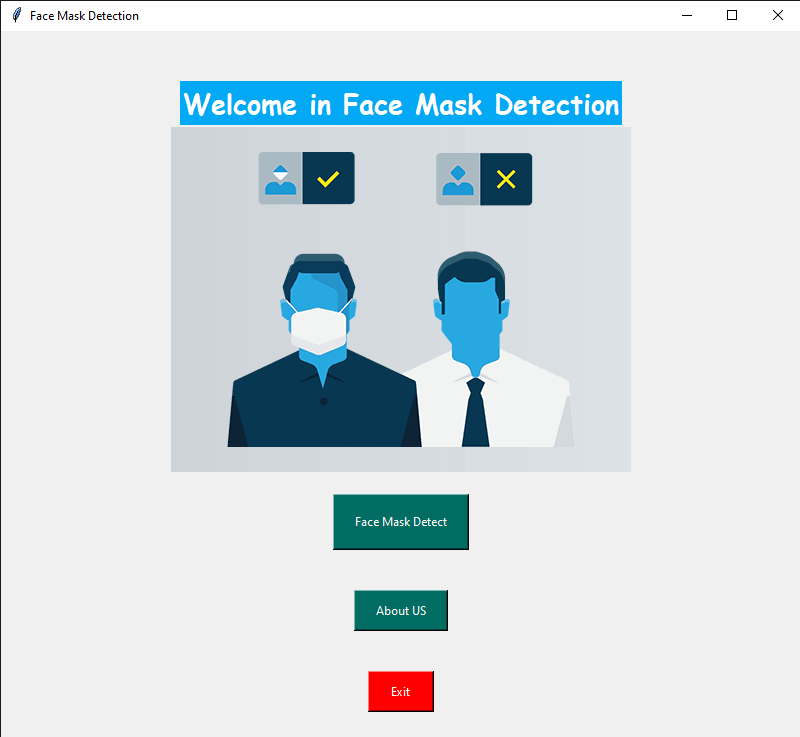 Face Mask Detection
Welcome in Face Mask Detection
Face Mask Detect
About US
Exit